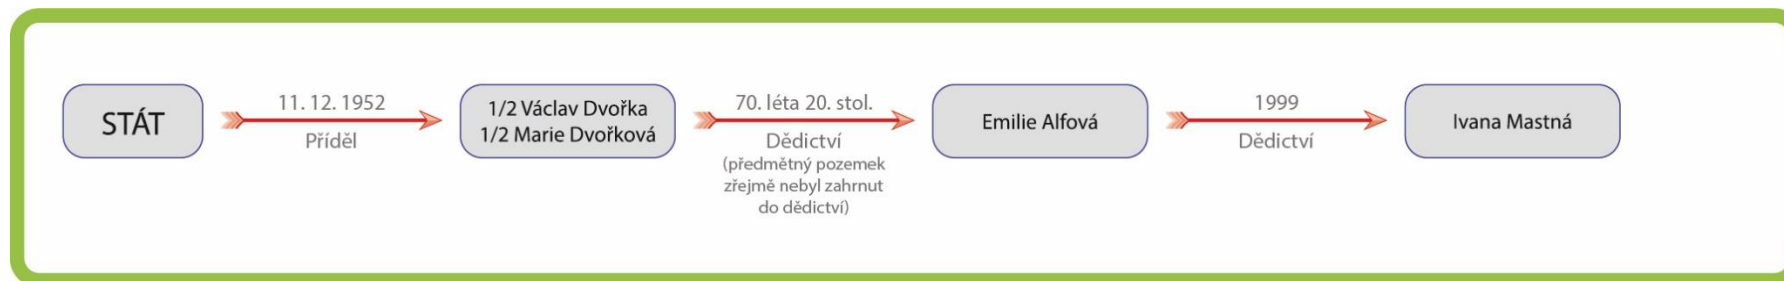 STÁT
11. 12. 1952
Příděl
1/2 Václav Dvořka
1/2 Marie Dvořková
70. léta 20. stol.
Dědictví
(předmětný pozemek
zřejmě nebyl zahrnut
do dědictví)
Emilie Alfová
1999
Dědictví
Ivana Mastná